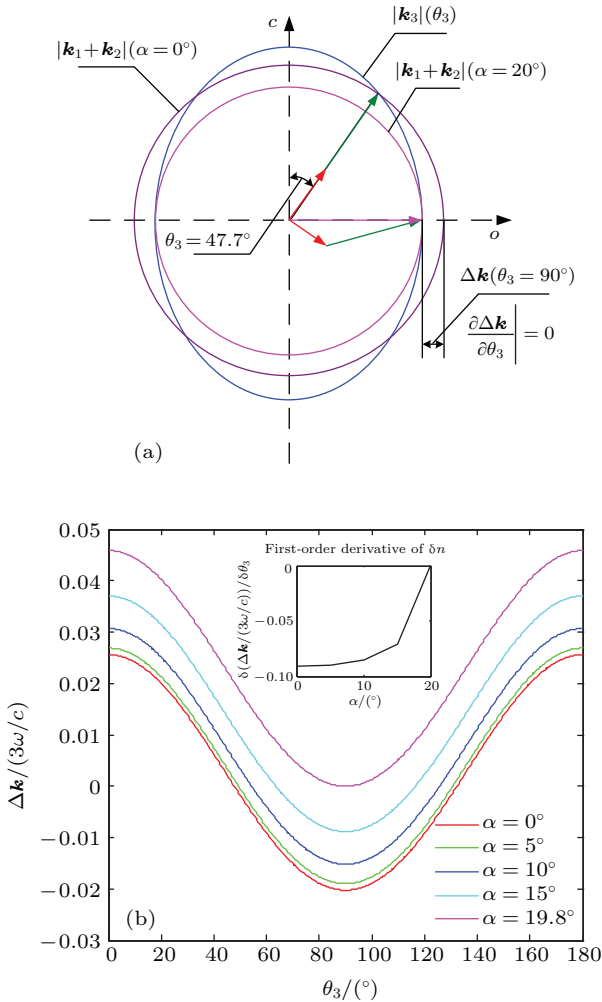 c
|k₃|(θ₃)
|k₁+k₂|(α=0°)
|k₁+k₂|(α=20°)
o
θ₃=47.7°
Δk(θ₃=90°)
∂Δk/∂θ₃|=0
(a)
First-order derivative of δn
δ(Δk/(3ω/c))/δθ₃
0
−0.05
−0.10
0 10 20
α/(°)
Δk/(3ω/c)
0.05
0.04
0.03
0.02
0.01
0
−0.01
−0.02
−0.03
α = 0°
α = 5°
α = 10°
α = 15°
α = 19.8°
(b)
0 20 40 60 80 100 120 140 160 180
θ₃/(°)